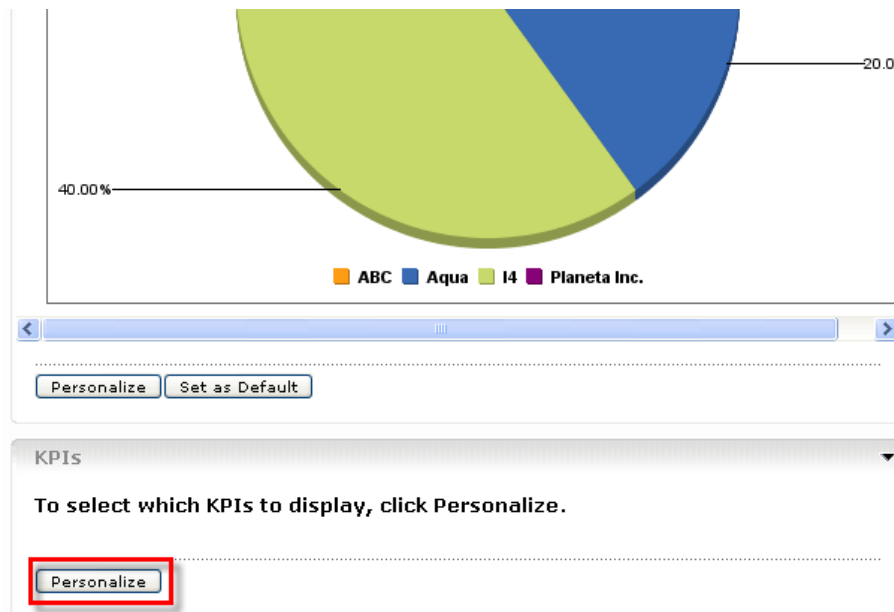 20.0
40.00%
ABC Aqua I4 Planeta Inc.
Personalize Set as Default
KPIs
To select which KPIs to display, click Personalize.
Personalize